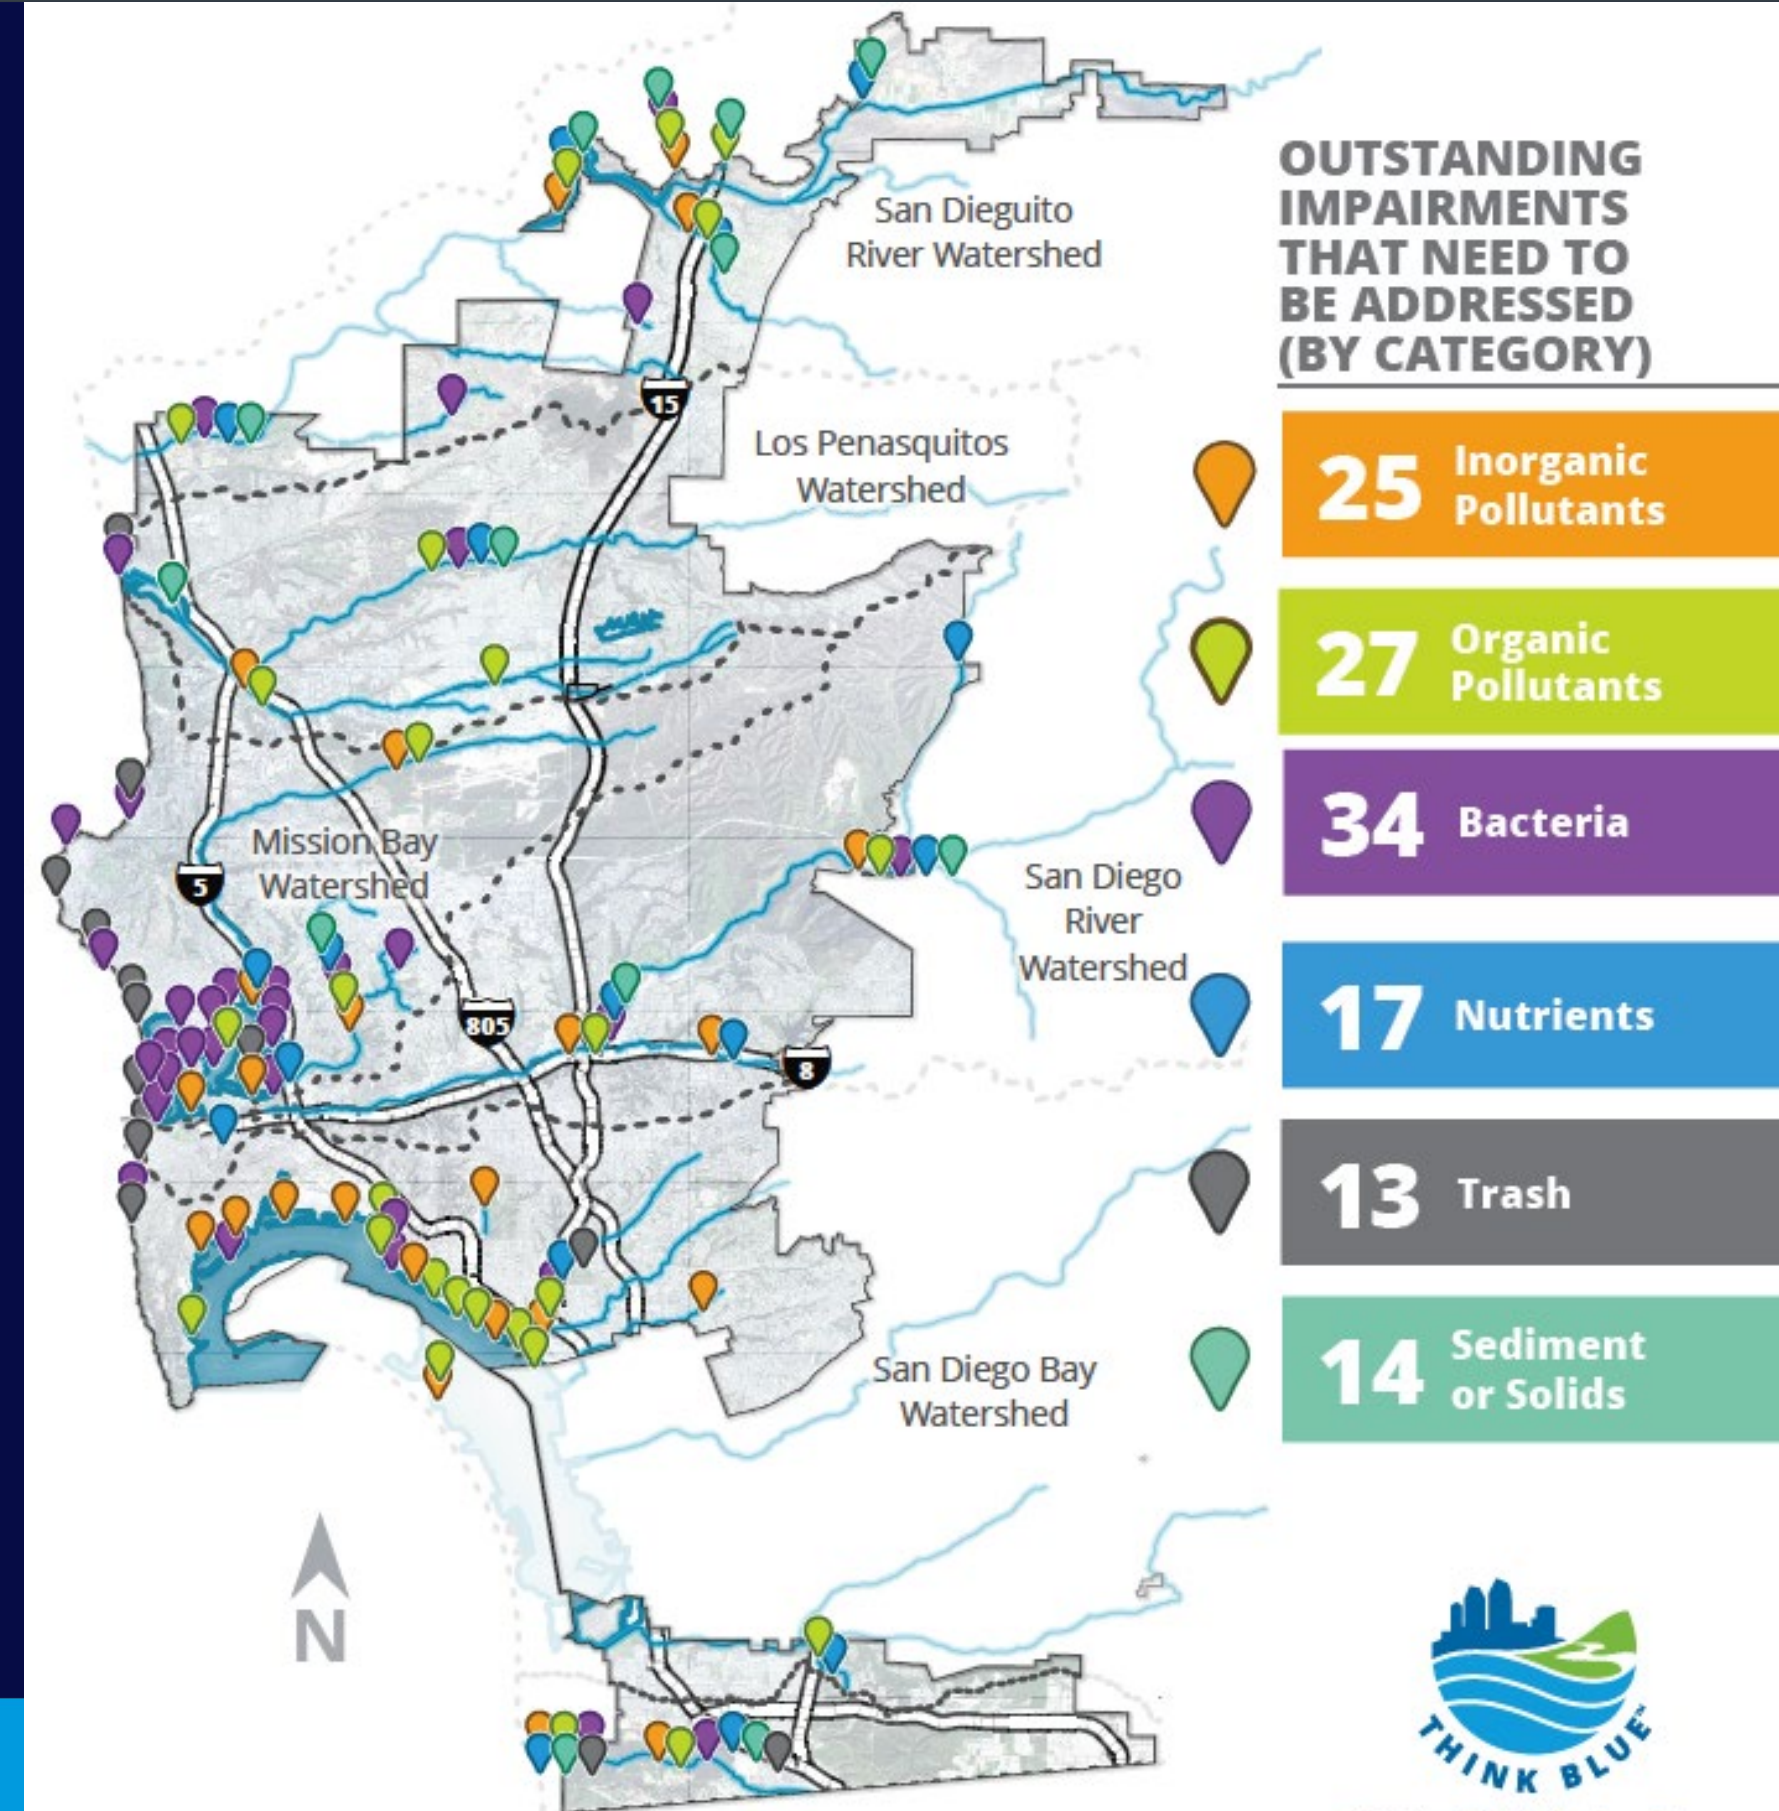 San Dieguito
River Watershed
15
Los Penasquitos
Watershed
Mission Bay
Watershed
5
San Diego
River
Watershed
805
8
San Diego Bay
Watershed
N
OUTSTANDING
IMPAIRMENTS
THAT NEED TO
BE ADDRESSED
(BY CATEGORY)
25 Inorganic
Pollutants
27 Organic
Pollutants
34 Bacteria
17 Nutrients
13 Trash
14 Sediment
or Solids
THINK BLUE™